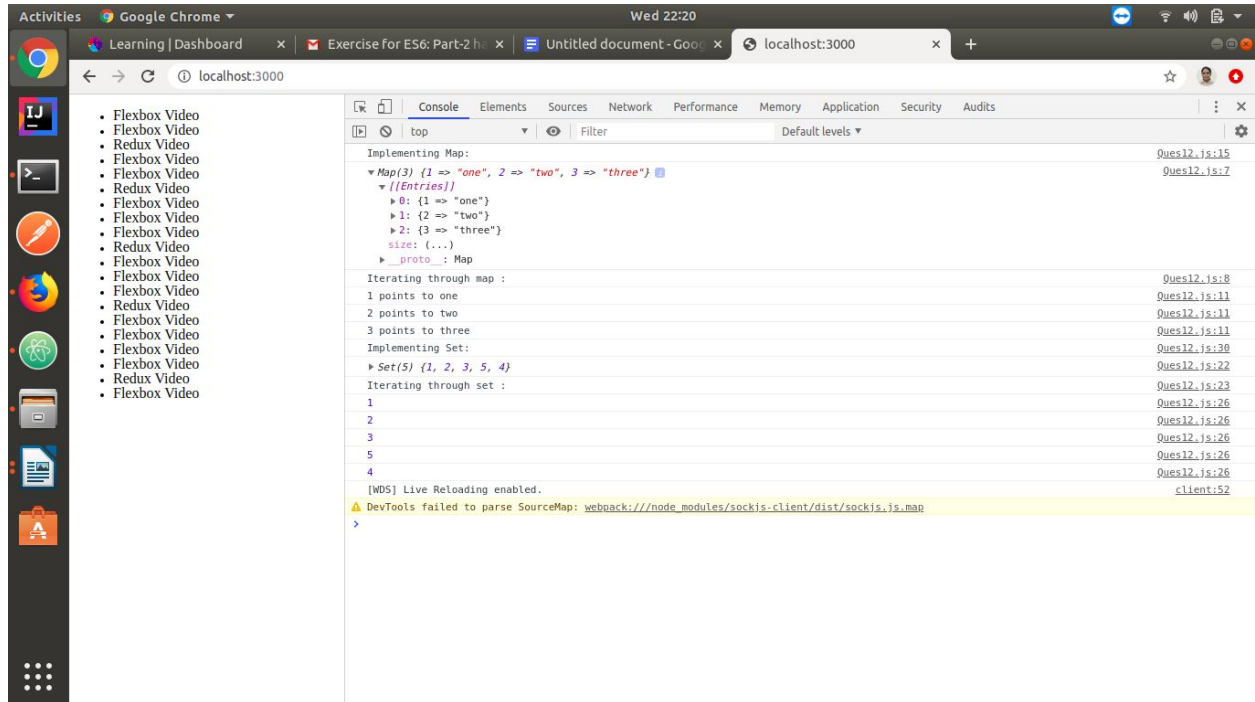 Activities Google Chrome ▾ Wed 22:20
Learning | Dashboard × Exercise for ES6: Part-2 ha × Untitled document - Goog × localhost:3000 × +
localhost:3000
Flexbox Video
Flexbox Video
Redux Video
Flexbox Video
Flexbox Video
Redux Video
Flexbox Video
Flexbox Video
Flexbox Video
Redux Video
Flexbox Video
Flexbox Video
Flexbox Video
Redux Video
Flexbox Video
Flexbox Video
Flexbox Video
Flexbox Video
Redux Video
Flexbox Video
Console Elements Sources Network Performance Memory Application Security Audits
top ▾ Filter Default levels ▾
Implementing Map: Ques12.js:15
▾Map(3) {1 => "one", 2 => "two", 3 => "three"} Ques12.js:7
▾[[Entries]]
▸0: {1 => "one"}
▸1: {2 => "two"}
▸2: {3 => "three"}
size: (...)
▸__proto__: Map
Iterating through map : Ques12.js:8
1 points to one Ques12.js:11
2 points to two Ques12.js:11
3 points to three Ques12.js:11
Implementing Set: Ques12.js:30
▸Set(5) {1, 2, 3, 5, 4} Ques12.js:22
Iterating through set : Ques12.js:23
1 Ques12.js:26
2 Ques12.js:26
3 Ques12.js:26
5 Ques12.js:26
4 Ques12.js:26
[WDS] Live Reloading enabled. client:52
DevTools failed to parse SourceMap: webpack:///node_modules/sockjs-client/dist/sockjs.js.map
>
IJ